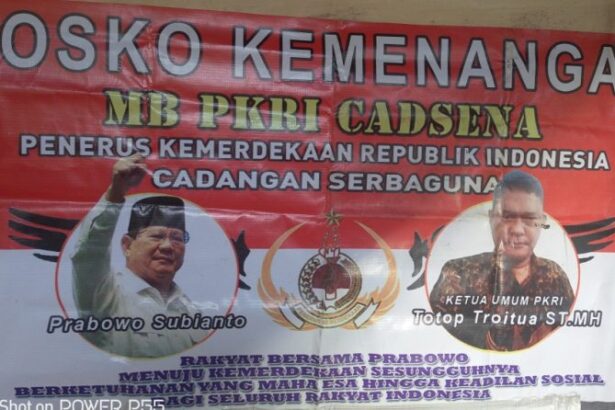 OSKO KEMENANGA
MB PKRI CADSENA
PENERUS KEMERDEKAAN REPUBLIK INDONESIA
CADANGAN SERBAGUNA
Prabowo Subianto
KETUA UMUM PKRI
Totop Troitua ST.MH
RAKYAT BERSAMA PRABOWO
MENUJU KEMERDEKAAN SESUNGGUHNYA
BERKETUHANAN YANG MAHA ESA HINGGA KEADILAN SOSIAL
BAGI SELURUH RAKYAT INDONESIA
Shot on POWER P55